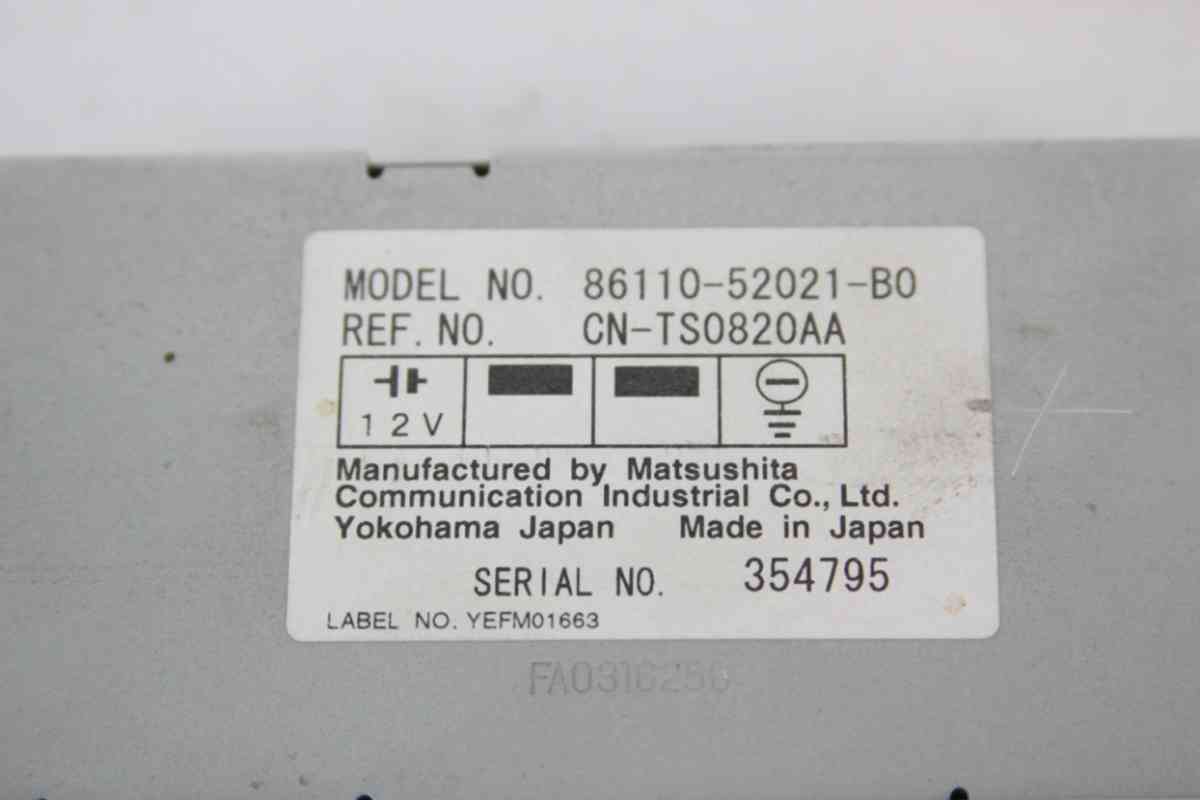 MODEL NO. 86110-52021-B0
REF. NO. CN-TS0820AA
12V
Manufactured by Matsushita
Communication Industrial Co., Ltd.
Yokohama Japan Made in Japan
SERIAL NO. 354795
LABEL NO. YEFM01663